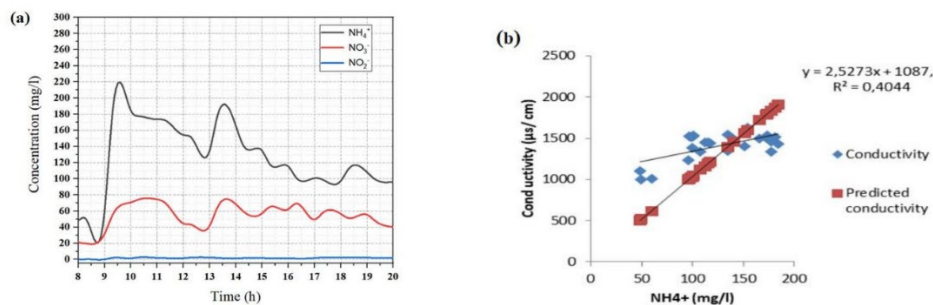 (a)
300
280
260
240
220
200
180
160
140
120
100
80
60
40
20
0
Concentration (mg/l)
NH₄⁺
NO₃⁻
NO₂⁻
8 9 10 11 12 13 14 15 16 17 18 19 20
Time (h)
(b)
2500
2000
1500
1000
500
0
Conductivity (µs/cm)
y = 2,5273x + 1087,
R² = 0,4044
Conductivity
Predicted
conductivity
0 50 100 150 200
NH4+ (mg/l)